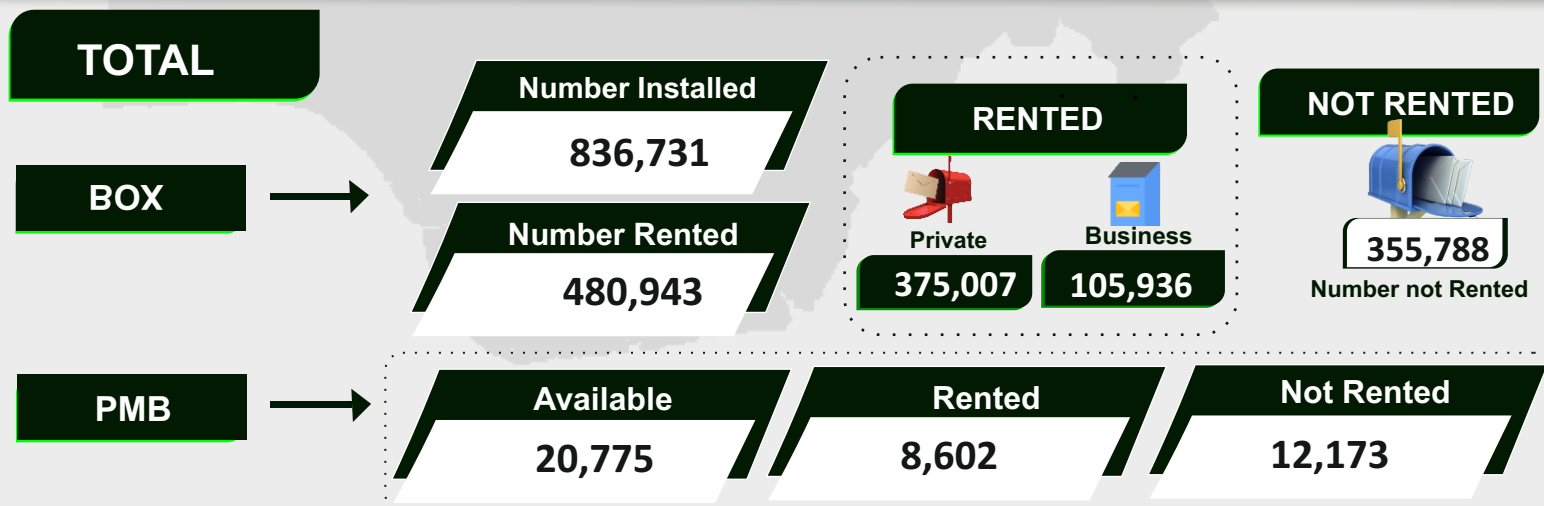 TOTAL
BOX
Number Installed
836,731
Number Rented
480,943
RENTED
Private
375,007
Business
105,936
NOT RENTED
355,788
Number not Rented
PMB
Available
20,775
Rented
8,602
Not Rented
12,173